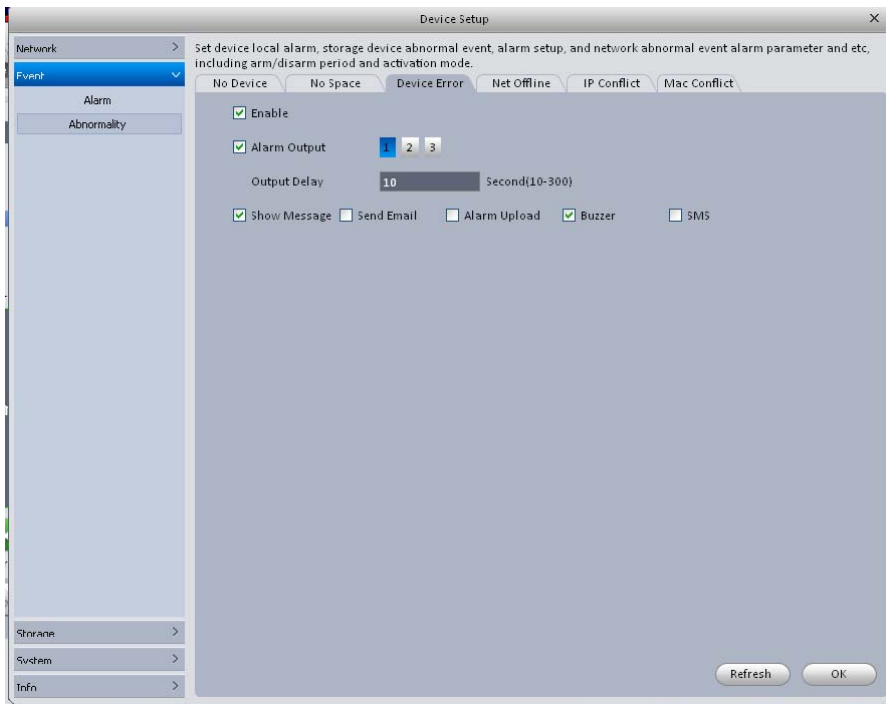 Device Setup
Network
Set device local alarm, storage device abnormal event, alarm setup, and network abnormal event alarm parameter and etc,
including arm/disarm period and activation mode.
Event
No Device No Space Device Error Net Offline IP Conflict Mac Conflict
Alarm
Abnormality
Enable
Alarm Output 1 2 3
Output Delay 10 Second(10-300)
Show Message Send Email Alarm Upload Buzzer SMS
Storage
System
Info
Refresh OK